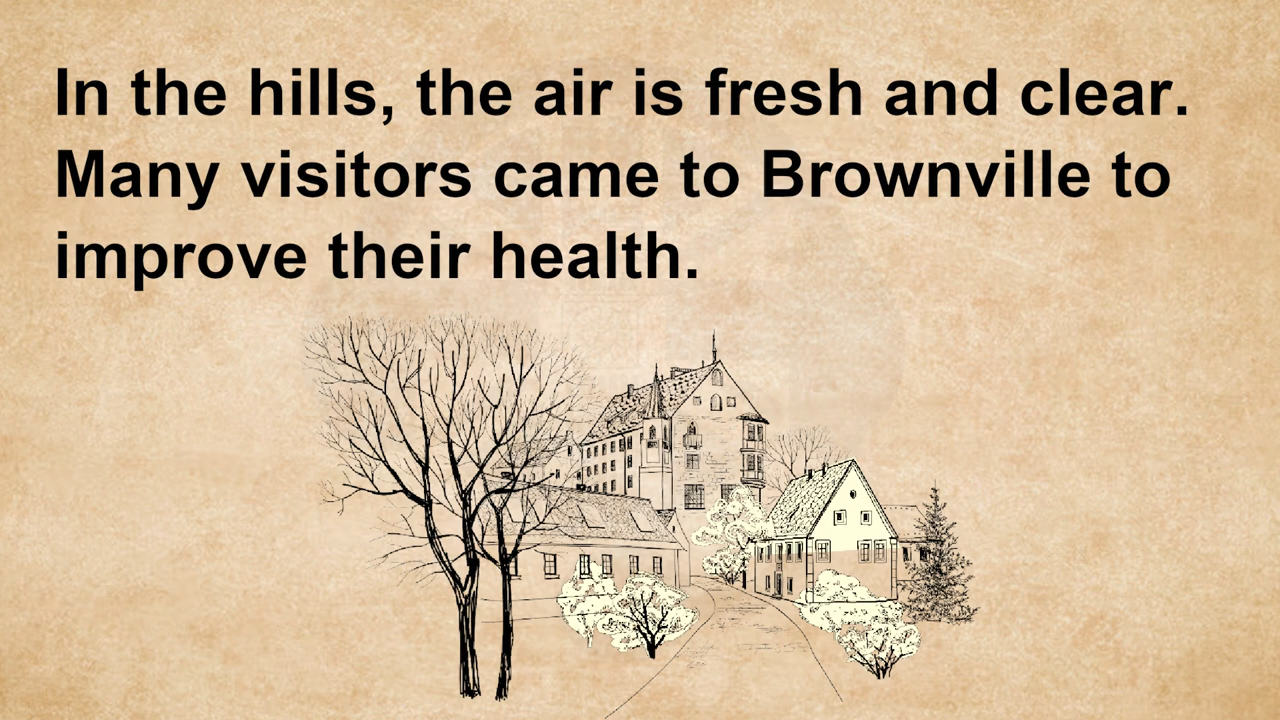 In the hills, the air is fresh and clear.
Many visitors came to Brownville to
improve their health.